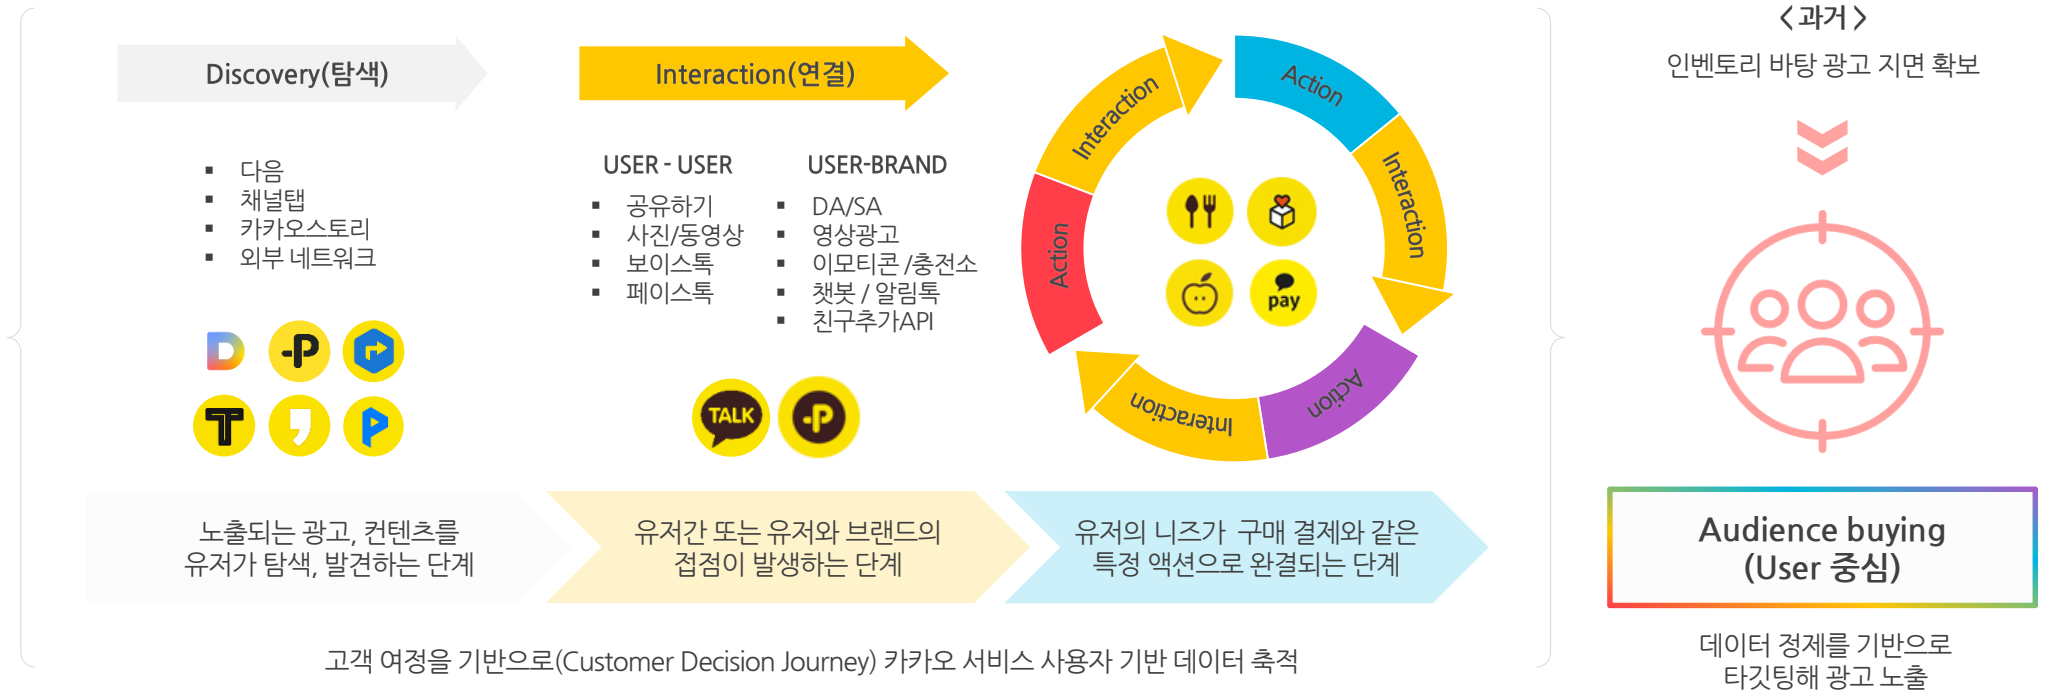 Discovery(탐색)
▪ 다음
▪ 채널탭
▪ 카카오스토리
▪ 외부 네트워크
D
P
T
P
노출되는 광고, 컨텐츠를
유저가 탐색, 발견하는 단계
Interaction(연결)
USER - USER
▪ 공유하기
▪ 사진/동영상
▪ 보이스톡
▪ 페이스톡
USER-BRAND
▪ DA/SA
▪ 영상광고
▪ 이모티콘 /충전소
▪ 챗봇 / 알림톡
▪ 친구추가API
TALK
P
유저간 또는 유저와 브랜드의
접점이 발생하는 단계
Action
Interaction
Action
Interaction
Action
Interaction
pay
유저의 니즈가 구매 결제와 같은
특정 액션으로 완결되는 단계
고객 여정을 기반으로(Customer Decision Journey) 카카오 서비스 사용자 기반 데이터 축적
< 과거 >
인벤토리 바탕 광고 지면 확보
Audience buying
(User 중심)
데이터 정제를 기반으로
타깃팅해 광고 노출